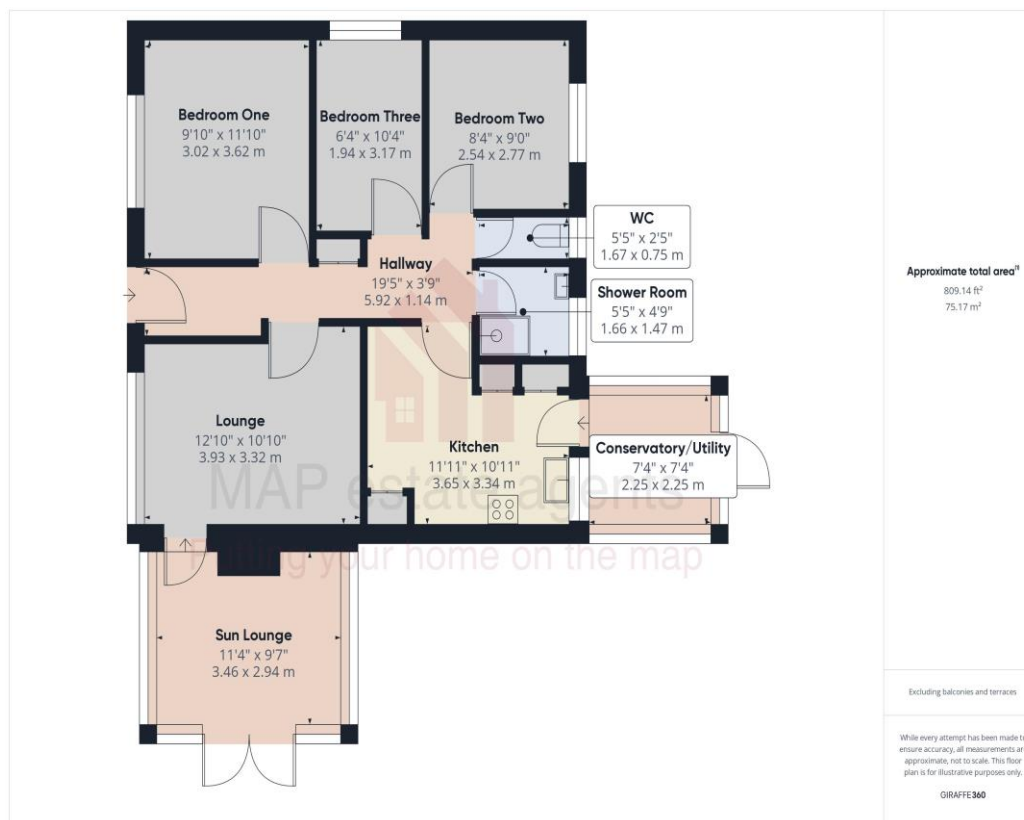 Bedroom One
9'10" x 11'10"
3.02 x 3.62 m
Bedroom Three
6'4" x 10'4"
1.94 x 3.17 m
Bedroom Two
8'4" x 9'0"
2.54 x 2.77 m
WC
5'5" x 2'5"
1.67 x 0.75 m
Hallway
19'5" x 3'9"
5.92 x 1.14 m
Shower Room
5'5" x 4'9"
1.66 x 1.47 m
Lounge
12'10" x 10'10"
3.93 x 3.32 m
Kitchen
11'11" x 10'11"
3.65 x 3.34 m
Conservatory/Utility
7'4" x 7'4"
2.25 x 2.25 m
MAP estate agents
Putting your home on the map
Sun Lounge
11'4" x 9'7"
3.46 x 2.94 m
Approximate total area⁽¹⁾
809.14 ft²
75.17 m²
Excluding balconies and terraces
While every attempt has been made to
ensure accuracy, all measurements are
approximate, not to scale. This floor
plan is for illustrative purposes only.
GIRAFFE360